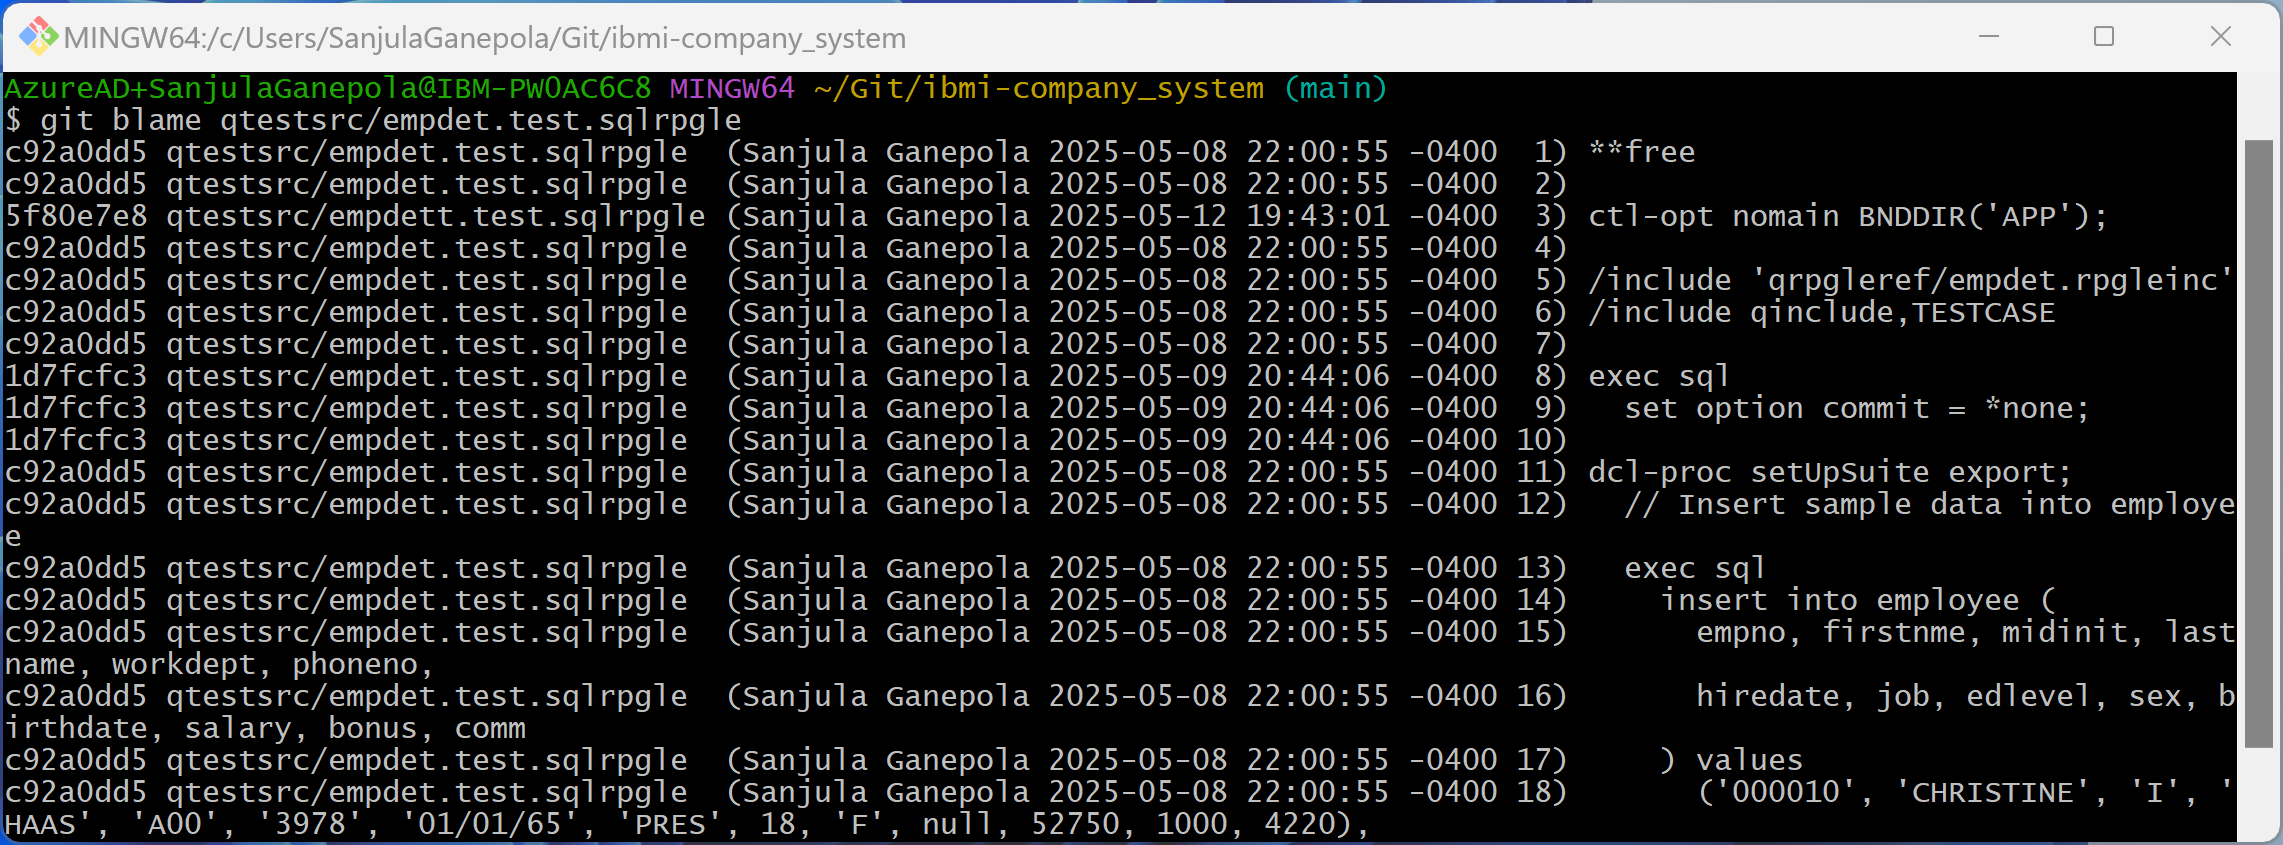 MINGW64:/c/Users/SanjulaGanepola/Git/ibmi-company_system
AzureAD+SanjulaGanepola@IBM-PW0AC6C8 MINGW64 ~/Git/ibmi-company_system (main)
$ git blame qtestsrc/empdet.test.sqlrpgle
c92a0dd5 qtestsrc/empdet.test.sqlrpgle  (Sanjula Ganepola 2025-05-08 22:00:55 -0400  1) **free
c92a0dd5 qtestsrc/empdet.test.sqlrpgle  (Sanjula Ganepola 2025-05-08 22:00:55 -0400  2)
5f80e7e8 qtestsrc/empdett.test.sqlrpgle (Sanjula Ganepola 2025-05-12 19:43:01 -0400  3) ctl-opt nomain BNDDIR('APP');
c92a0dd5 qtestsrc/empdet.test.sqlrpgle  (Sanjula Ganepola 2025-05-08 22:00:55 -0400  4)
c92a0dd5 qtestsrc/empdet.test.sqlrpgle  (Sanjula Ganepola 2025-05-08 22:00:55 -0400  5) /include 'qrpgleref/empdet.rpgleinc'
c92a0dd5 qtestsrc/empdet.test.sqlrpgle  (Sanjula Ganepola 2025-05-08 22:00:55 -0400  6) /include qinclude,TESTCASE
c92a0dd5 qtestsrc/empdet.test.sqlrpgle  (Sanjula Ganepola 2025-05-08 22:00:55 -0400  7)
1d7fcfc3 qtestsrc/empdet.test.sqlrpgle  (Sanjula Ganepola 2025-05-09 20:44:06 -0400  8) exec sql
1d7fcfc3 qtestsrc/empdet.test.sqlrpgle  (Sanjula Ganepola 2025-05-09 20:44:06 -0400  9)   set option commit = *none;
1d7fcfc3 qtestsrc/empdet.test.sqlrpgle  (Sanjula Ganepola 2025-05-09 20:44:06 -0400 10)
c92a0dd5 qtestsrc/empdet.test.sqlrpgle  (Sanjula Ganepola 2025-05-08 22:00:55 -0400 11) dcl-proc setUpSuite export;
c92a0dd5 qtestsrc/empdet.test.sqlrpgle  (Sanjula Ganepola 2025-05-08 22:00:55 -0400 12)   // Insert sample data into employe
e
c92a0dd5 qtestsrc/empdet.test.sqlrpgle  (Sanjula Ganepola 2025-05-08 22:00:55 -0400 13)   exec sql
c92a0dd5 qtestsrc/empdet.test.sqlrpgle  (Sanjula Ganepola 2025-05-08 22:00:55 -0400 14)     insert into employee (
c92a0dd5 qtestsrc/empdet.test.sqlrpgle  (Sanjula Ganepola 2025-05-08 22:00:55 -0400 15)       empno, firstnme, midinit, last
name, workdept, phoneno,
c92a0dd5 qtestsrc/empdet.test.sqlrpgle  (Sanjula Ganepola 2025-05-08 22:00:55 -0400 16)       hiredate, job, edlevel, sex, b
irthdate, salary, bonus, comm
c92a0dd5 qtestsrc/empdet.test.sqlrpgle  (Sanjula Ganepola 2025-05-08 22:00:55 -0400 17)     ) values
c92a0dd5 qtestsrc/empdet.test.sqlrpgle  (Sanjula Ganepola 2025-05-08 22:00:55 -0400 18)       ('000010', 'CHRISTINE', 'I', '
HAAS', 'A00', '3978', '01/01/65', 'PRES', 18, 'F', null, 52750, 1000, 4220),